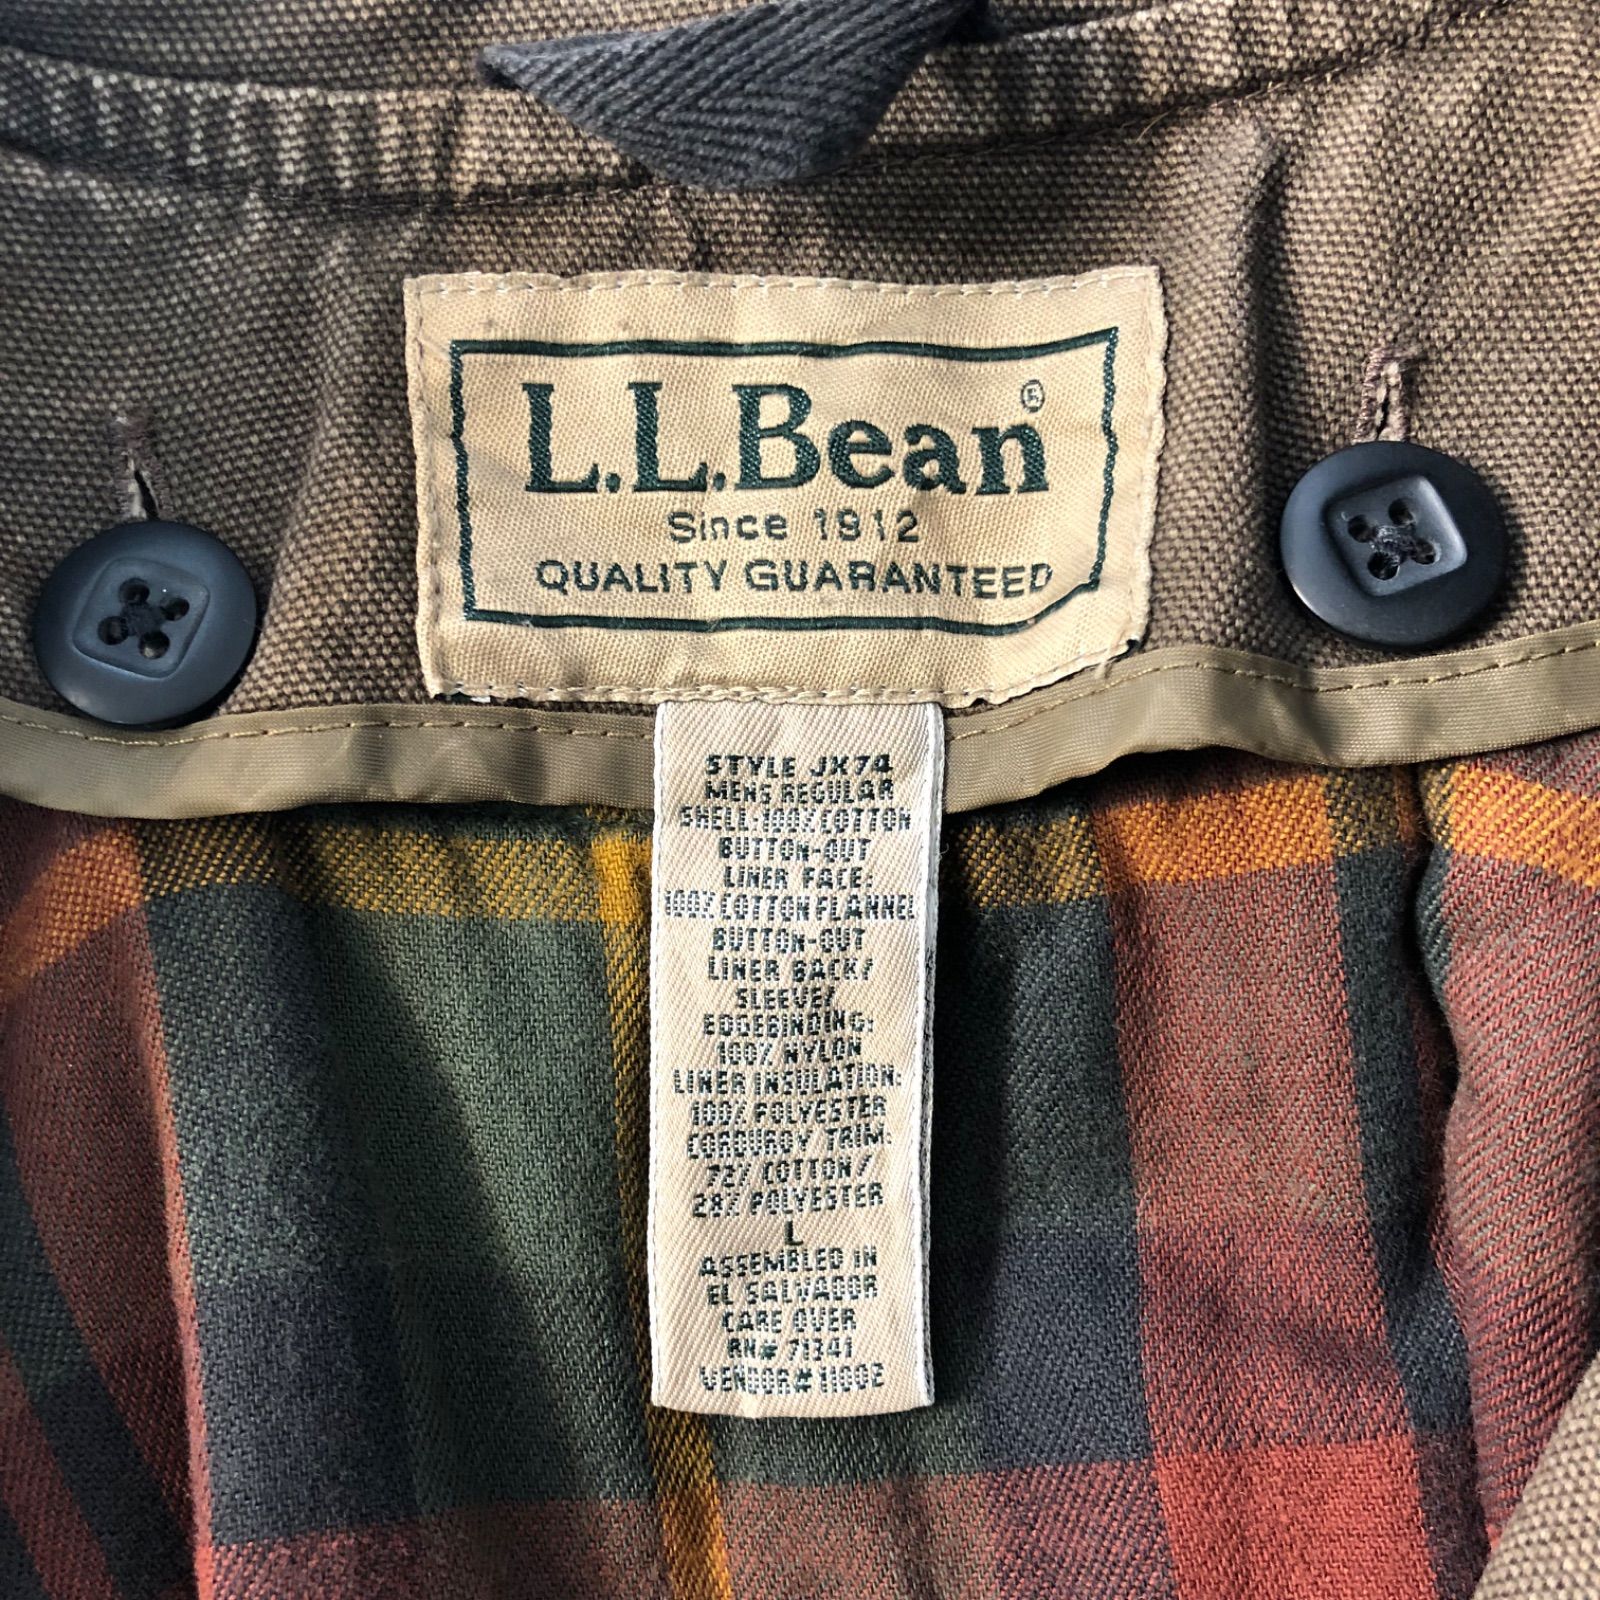 L.L.Bean®
Since 1912
QUALITY GUARANTEED
STYLE JX74
MENS REGULAR
SHELL:100% COTTON
BUTTON-OUT
LINER FACE:
100% COTTON FLANNEL
BUTTON-OUT
LINER BACK/
SLEEVE/
EDGEBINDING:
100% NYLON
LINER INSULATION:
100% POLYESTER
CORDUROY TRIM:
72% COTTON/
28% POLYESTER
L
ASSEMBLED IN
EL SALVADOR
CARE OVER
RN# 71341
VENDOR# 11002